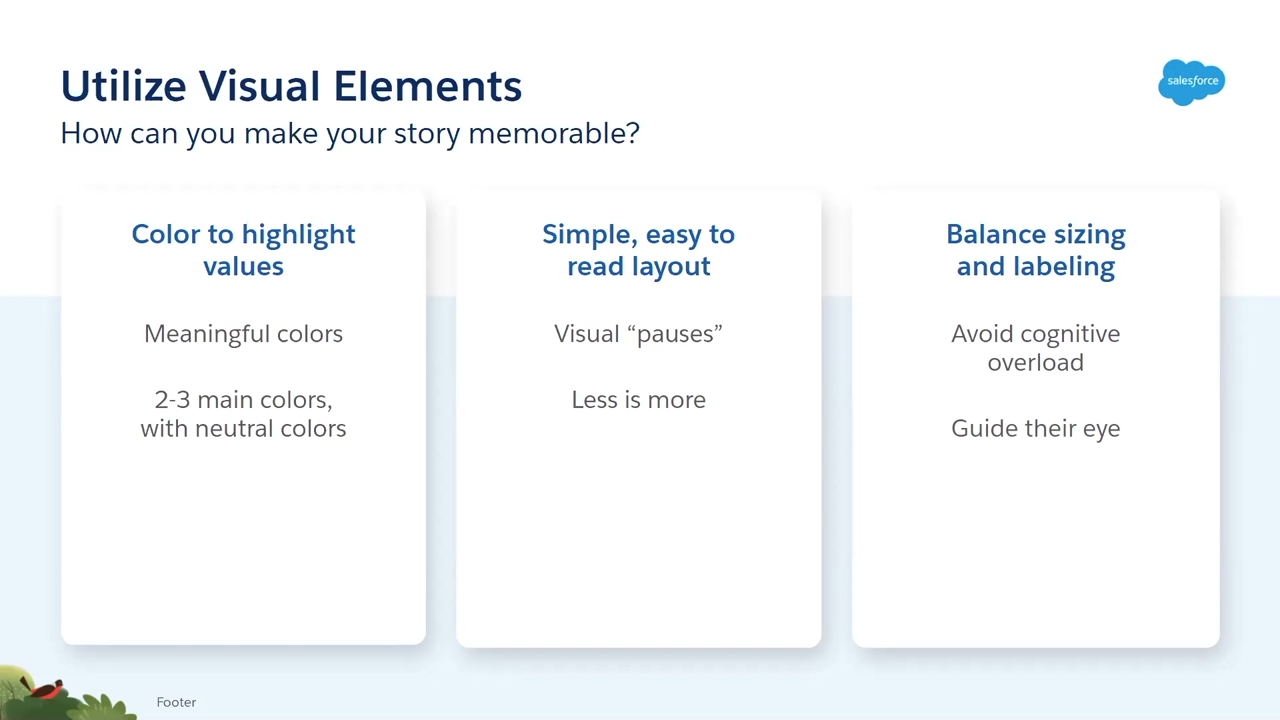 Utilize Visual Elements
salesforce
How can you make your story memorable?
Color to highlight
values
Meaningful colors
2-3 main colors,
with neutral colors
Simple, easy to
read layout
Visual “pauses”
Less is more
Balance sizing
and labeling
Avoid cognitive
overload
Guide their eye
Footer